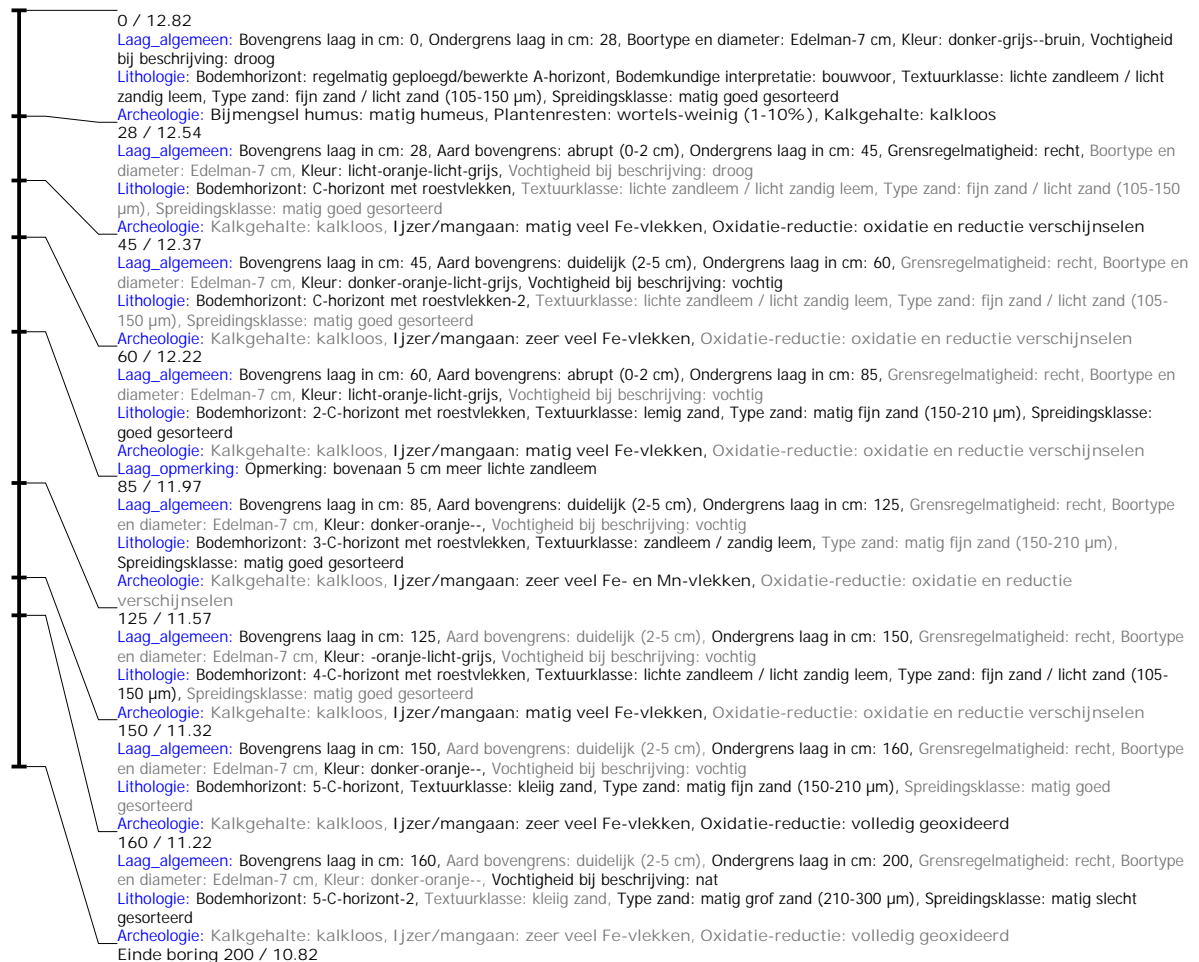 0 / 12.82
Laag_algemeen: Bovengrens laag in cm: 0, Ondergrens laag in cm: 28, Boortype en diameter: Edelman-7 cm, Kleur: donker-grijs--bruin, Vochtigheid
bij beschrijving: droog
Lithologie: Bodemhorizont: regelmatig geploegd/bewerkte A-horizont, Bodemkundige interpretatie: bouwvoor, Textuurklasse: lichte zandleem / licht
zandig leem, Type zand: fijn zand / licht zand (105-150 µm), Spreidingsklasse: matig goed gesorteerd
Archeologie: Bijmengsel humus: matig humeus, Plantenresten: wortels-weinig (1-10%), Kalkgehalte: kalkloos
28 / 12.54
Laag_algemeen: Bovengrens laag in cm: 28, Aard bovengrens: abrupt (0-2 cm), Ondergrens laag in cm: 45, Grensregelmatigheid: recht, Boortype en
diameter: Edelman-7 cm, Kleur: licht-oranje-licht-grijs, Vochtigheid bij beschrijving: droog
Lithologie: Bodemhorizont: C-horizont met roestvlekken, Textuurklasse: lichte zandleem / licht zandig leem, Type zand: fijn zand / licht zand (105-150
µm), Spreidingsklasse: matig goed gesorteerd
Archeologie: Kalkgehalte: kalkloos, Ijzer/mangaan: matig veel Fe-vlekken, Oxidatie-reductie: oxidatie en reductie verschijnselen
45 / 12.37
Laag_algemeen: Bovengrens laag in cm: 45, Aard bovengrens: duidelijk (2-5 cm), Ondergrens laag in cm: 60, Grensregelmatigheid: recht, Boortype en
diameter: Edelman-7 cm, Kleur: donker-oranje-licht-grijs, Vochtigheid bij beschrijving: vochtig
Lithologie: Bodemhorizont: C-horizont met roestvlekken-2, Textuurklasse: lichte zandleem / licht zandig leem, Type zand: fijn zand / licht zand (105-
150 µm), Spreidingsklasse: matig goed gesorteerd
Archeologie: Kalkgehalte: kalkloos, Ijzer/mangaan: zeer veel Fe-vlekken, Oxidatie-reductie: oxidatie en reductie verschijnselen
60 / 12.22
Laag_algemeen: Bovengrens laag in cm: 60, Aard bovengrens: abrupt (0-2 cm), Ondergrens laag in cm: 85, Grensregelmatigheid: recht, Boortype en
diameter: Edelman-7 cm, Kleur: licht-oranje-licht-grijs, Vochtigheid bij beschrijving: vochtig
Lithologie: Bodemhorizont: 2-C-horizont met roestvlekken, Textuurklasse: lemig zand, Type zand: matig fijn zand (150-210 µm), Spreidingsklasse:
goed gesorteerd
Archeologie: Kalkgehalte: kalkloos, Ijzer/mangaan: matig veel Fe-vlekken, Oxidatie-reductie: oxidatie en reductie verschijnselen
Laag_opmerking: Opmerking: bovenaan 5 cm meer lichte zandleem
85 / 11.97
Laag_algemeen: Bovengrens laag in cm: 85, Aard bovengrens: duidelijk (2-5 cm), Ondergrens laag in cm: 125, Grensregelmatigheid: recht, Boortype
en diameter: Edelman-7 cm, Kleur: donker-oranje--, Vochtigheid bij beschrijving: vochtig
Lithologie: Bodemhorizont: 3-C-horizont met roestvlekken, Textuurklasse: zandleem / zandig leem, Type zand: matig fijn zand (150-210 µm),
Spreidingsklasse: matig goed gesorteerd
Archeologie: Kalkgehalte: kalkloos, Ijzer/mangaan: zeer veel Fe- en Mn-vlekken, Oxidatie-reductie: oxidatie en reductie
verschijnselen
125 / 11.57
Laag_algemeen: Bovengrens laag in cm: 125, Aard bovengrens: duidelijk (2-5 cm), Ondergrens laag in cm: 150, Grensregelmatigheid: recht, Boortype
en diameter: Edelman-7 cm, Kleur: -oranje-licht-grijs, Vochtigheid bij beschrijving: vochtig
Lithologie: Bodemhorizont: 4-C-horizont met roestvlekken, Textuurklasse: lichte zandleem / licht zandig leem, Type zand: fijn zand / licht zand (105-
150 µm), Spreidingsklasse: matig goed gesorteerd
Archeologie: Kalkgehalte: kalkloos, Ijzer/mangaan: matig veel Fe-vlekken, Oxidatie-reductie: oxidatie en reductie verschijnselen
150 / 11.32
Laag_algemeen: Bovengrens laag in cm: 150, Aard bovengrens: duidelijk (2-5 cm), Ondergrens laag in cm: 160, Grensregelmatigheid: recht, Boortype
en diameter: Edelman-7 cm, Kleur: donker-oranje--, Vochtigheid bij beschrijving: vochtig
Lithologie: Bodemhorizont: 5-C-horizont, Textuurklasse: kleiig zand, Type zand: matig fijn zand (150-210 µm), Spreidingsklasse: matig goed
gesorteerd
Archeologie: Kalkgehalte: kalkloos, Ijzer/mangaan: zeer veel Fe-vlekken, Oxidatie-reductie: volledig geoxideerd
160 / 11.22
Laag_algemeen: Bovengrens laag in cm: 160, Aard bovengrens: duidelijk (2-5 cm), Ondergrens laag in cm: 200, Grensregelmatigheid: recht, Boortype
en diameter: Edelman-7 cm, Kleur: donker-oranje--, Vochtigheid bij beschrijving: nat
Lithologie: Bodemhorizont: 5-C-horizont-2, Textuurklasse: kleiig zand, Type zand: matig grof zand (210-300 µm), Spreidingsklasse: matig slecht
gesorteerd
Archeologie: Kalkgehalte: kalkloos, Ijzer/mangaan: zeer veel Fe-vlekken, Oxidatie-reductie: volledig geoxideerd
Einde boring 200 / 10.82